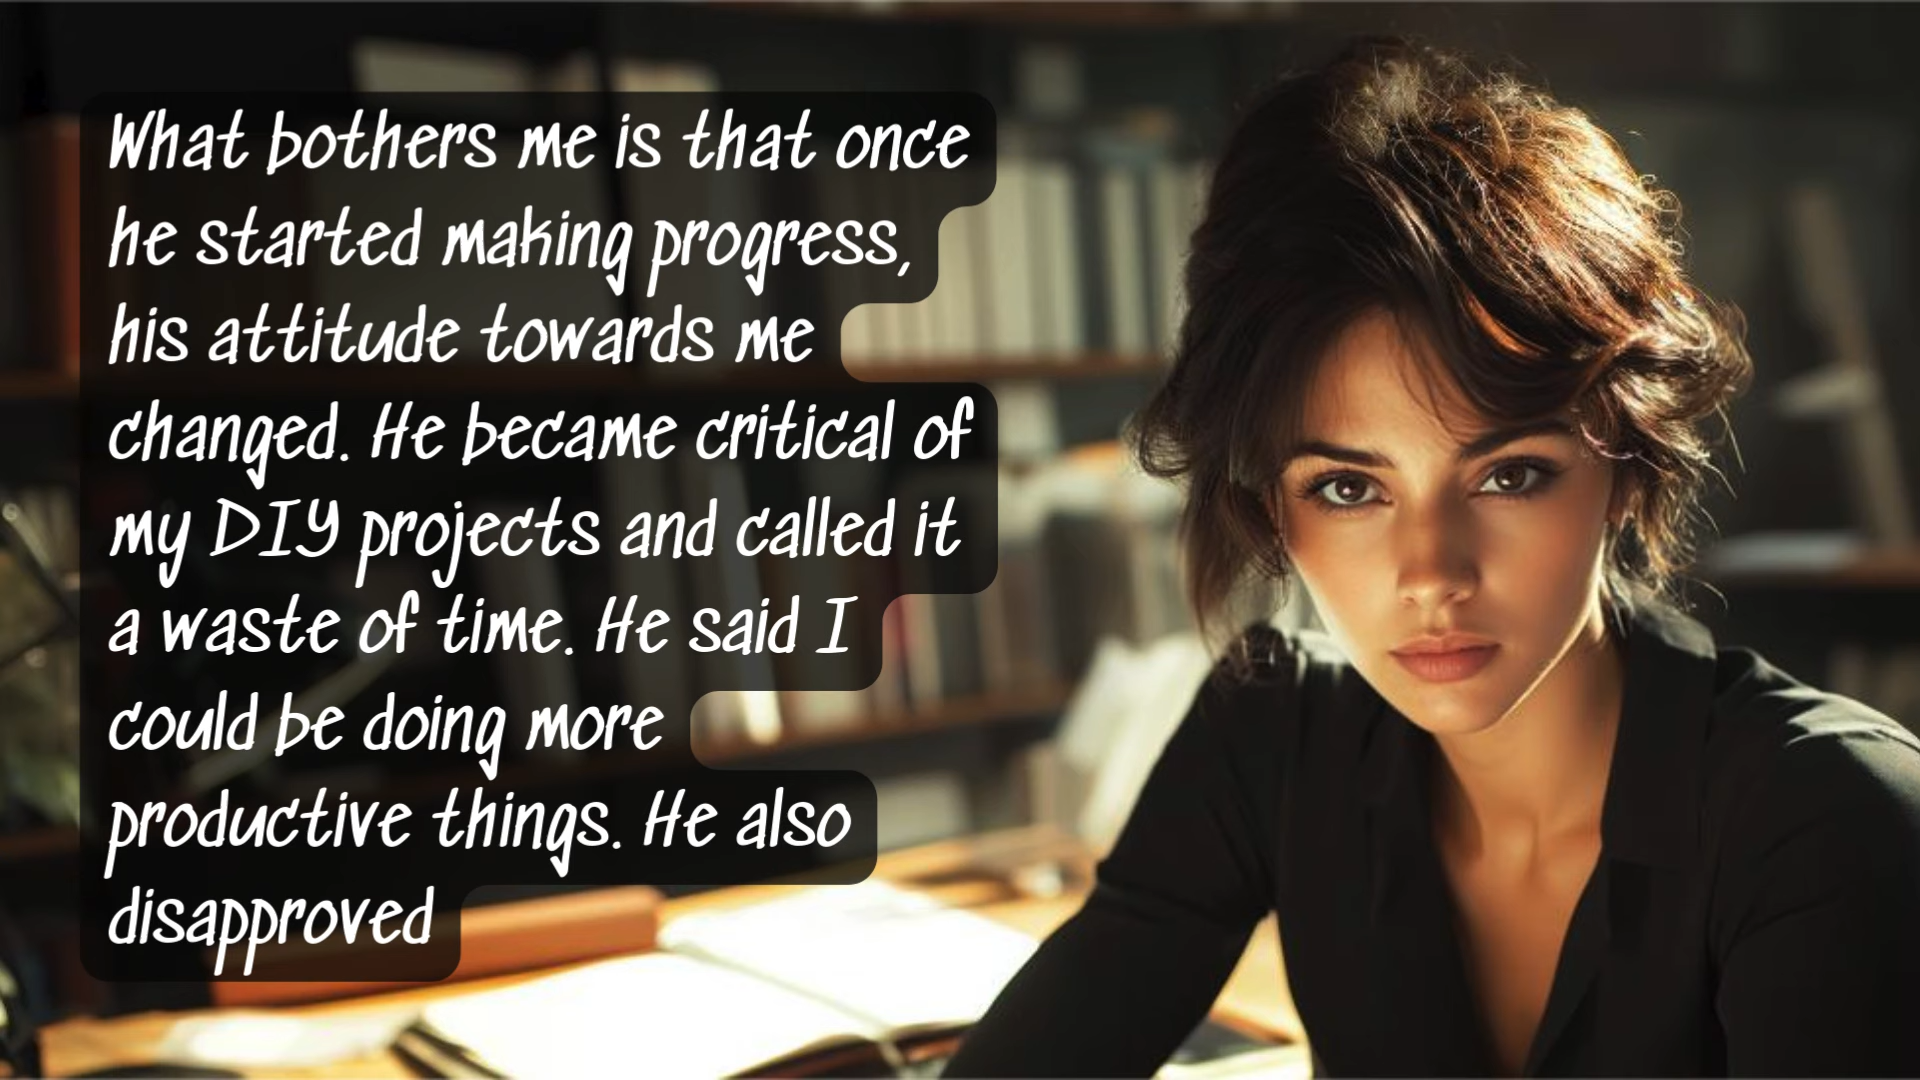 What bothers me is that once
he started making progress,
his attitude towards me
changed. He became critical of
my DIY projects and called it
a waste of time. He said I
could be doing more
productive things. He also
disapproved